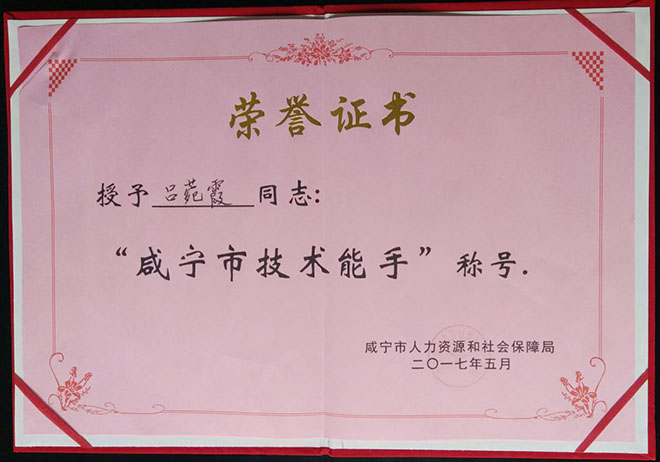 荣誉证书
授予 吕苑霞 同志:
“咸宁市技术能手”称号.
咸宁市人力资源和社会保障局
二〇一七年五月